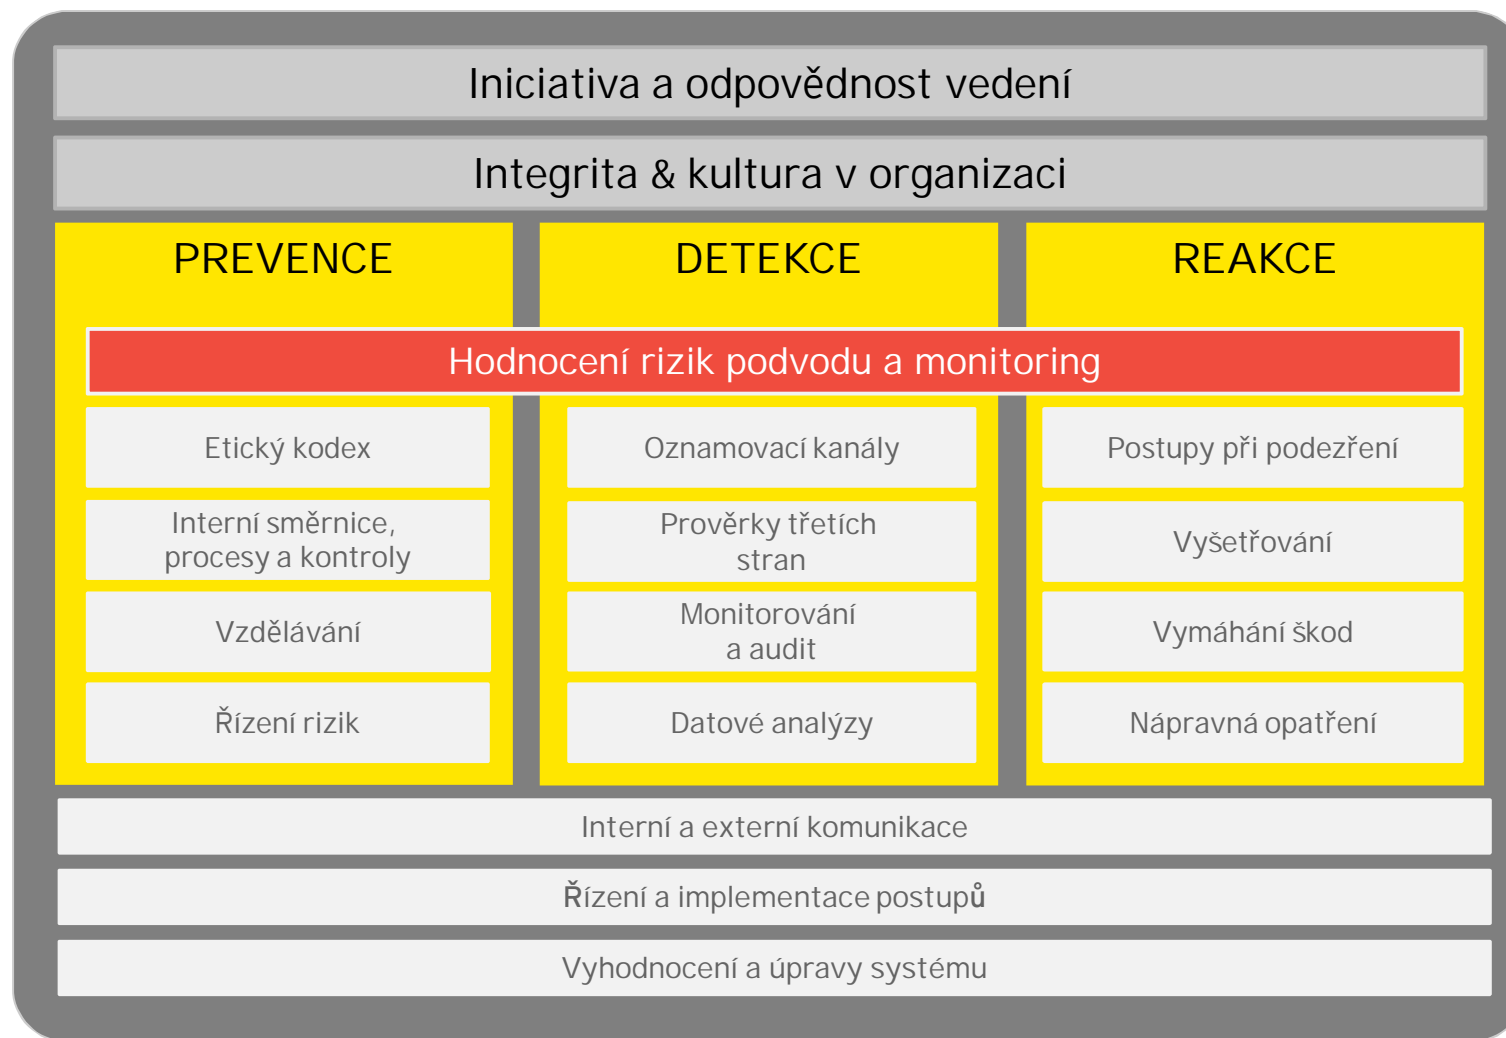 Iniciativa a odpovědnost vedení
Integrita & kultura v organizaci
PREVENCE
DETEKCE
REAKCE
Hodnocení rizik podvodu a monitoring
Etický kodex
Interní směrnice,
procesy a kontroly
Vzdělávání
Řízení rizik
Oznamovací kanály
Prověrky třetích
stran
Monitorování
a audit
Datové analýzy
Postupy při podezření
Vyšetřování
Vymáhání škod
Nápravná opatření
Interní a externí komunikace
Řízení a implementace postupů
Vyhodnocení a úpravy systému